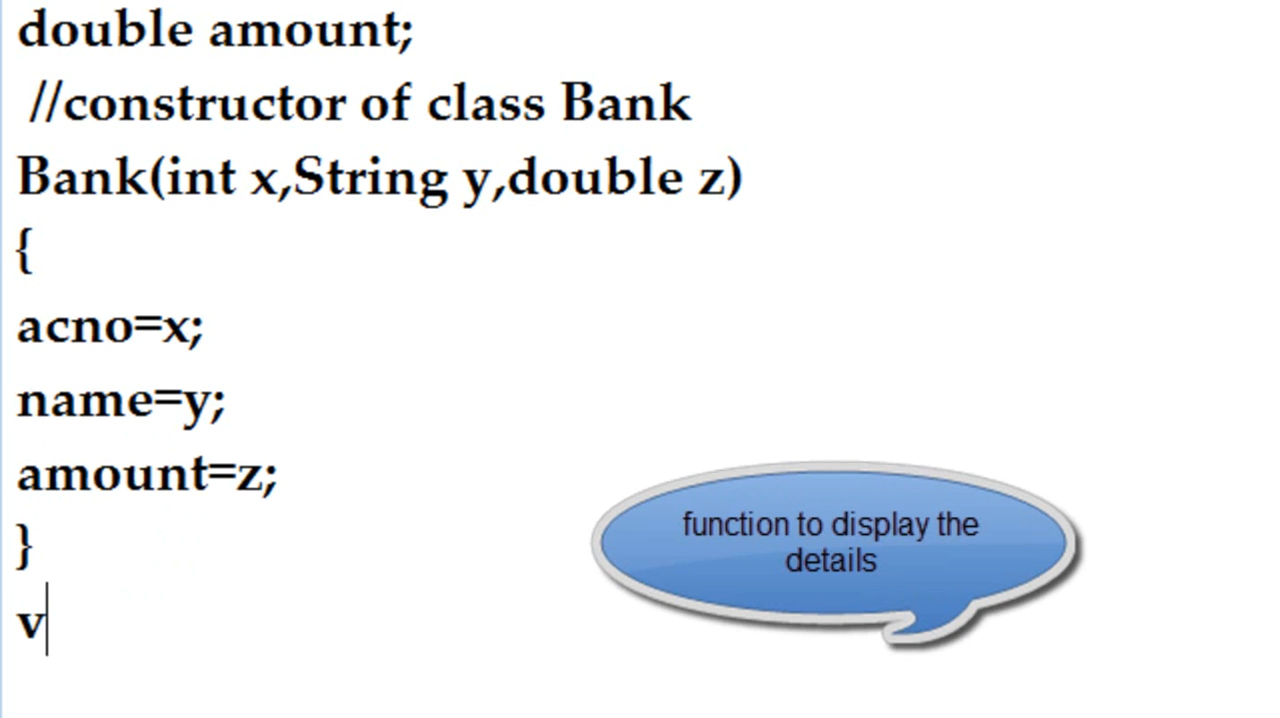 double amount;
//constructor of class Bank
Bank(int x,String y,double z)
{
acno=x;
name=y;
amount=z;
}
v
function to display the
details